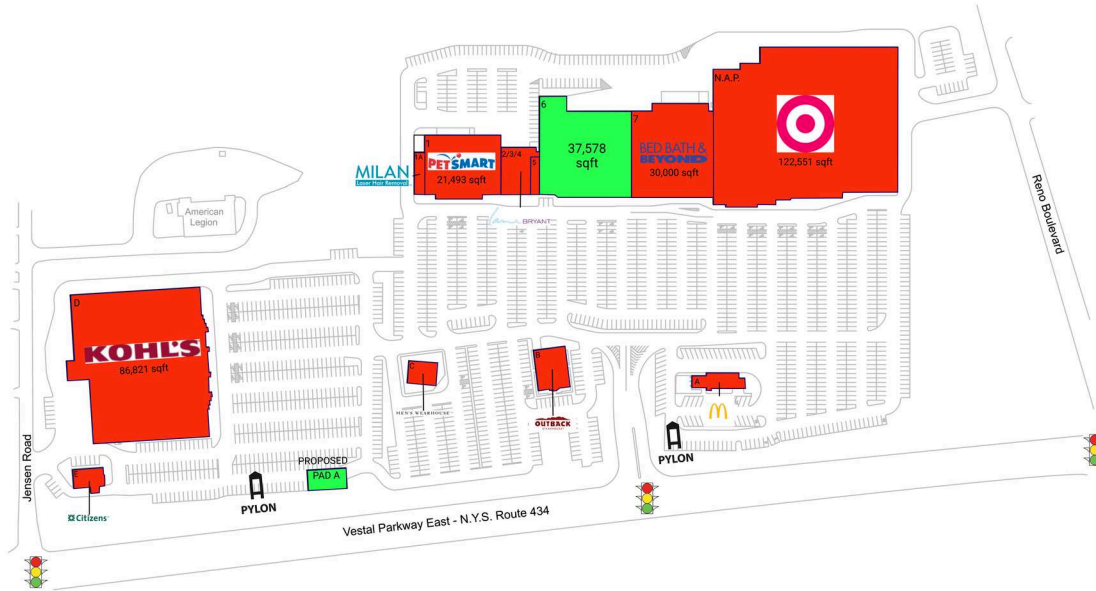 N.A.P.
122,551 sqft
6
37,578
sqft
7
BED BATH &
BEYOND
30,000 sqft
1
1A
PETSMART
21,493 sqft
2/3/4
5
MILAN
Laser Hair Removal
Lane BRYANT
American
Legion
Reno Boulevard
D
KOHL'S
86,821 sqft
C
MEN'S WEARHOUSE
B
OUTBACK
A
PYLON
Jensen Road
E
Citizens
PROPOSED
PAD A
PYLON
Vestal Parkway East - N.Y.S. Route 434